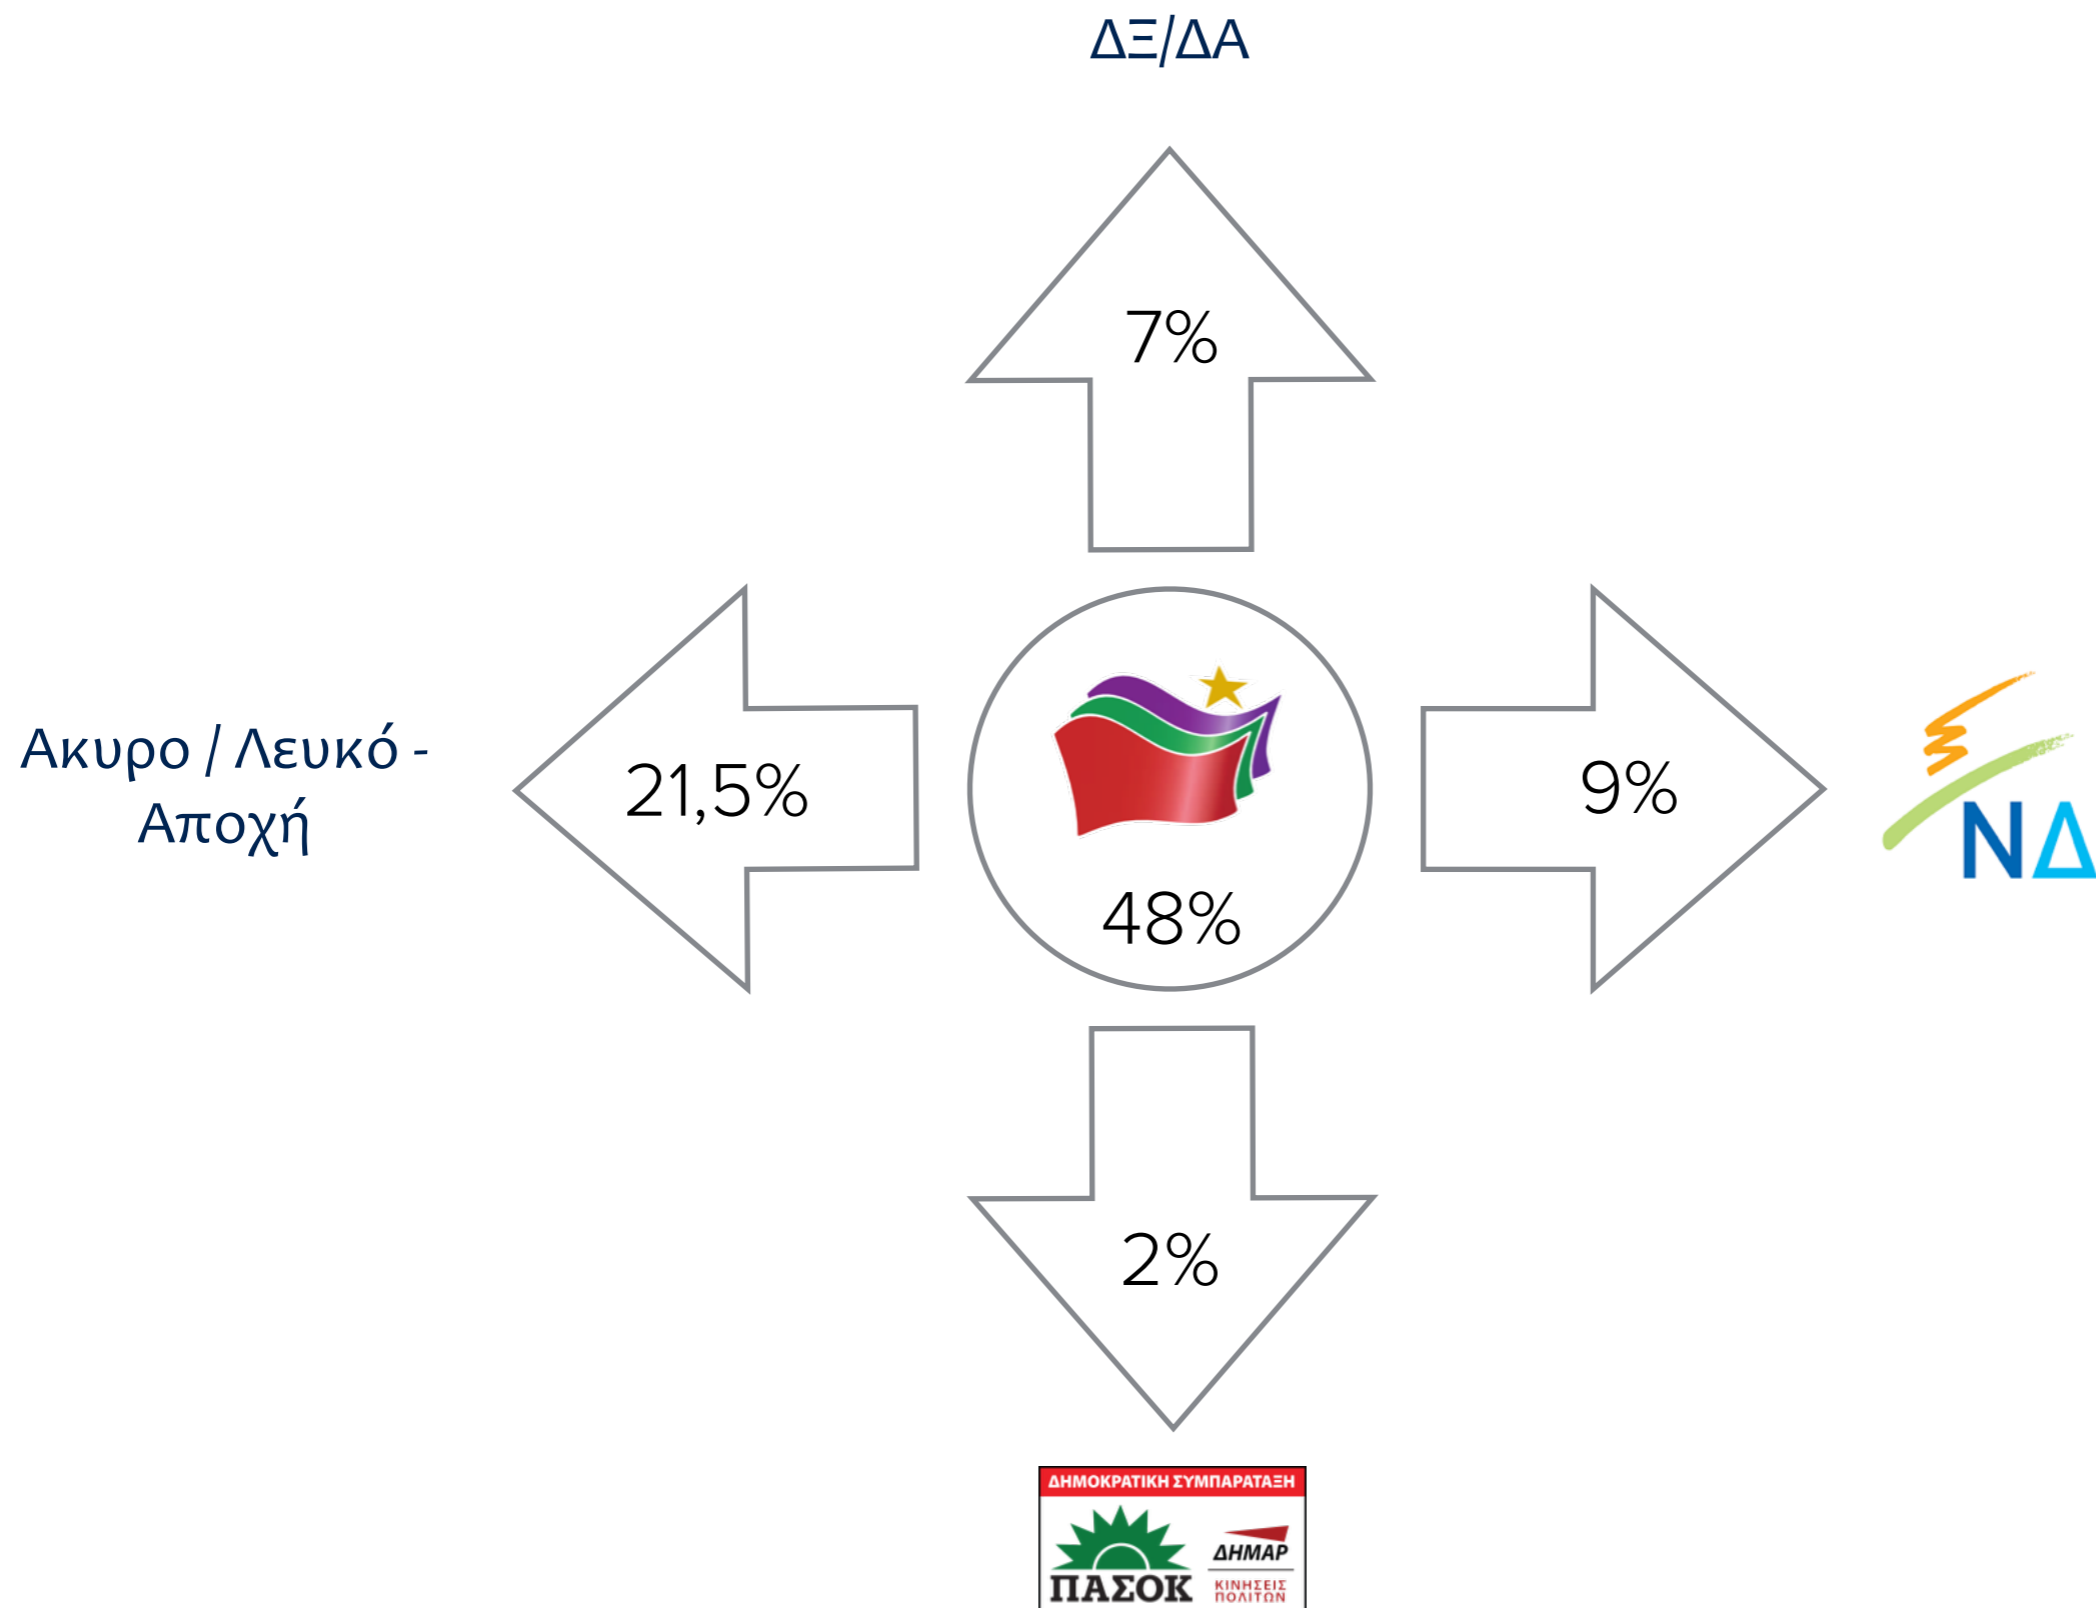 ΔΞ/ΔΑ
7%
Ακυρο / Λευκό -
Αποχή
21,5%
48%
9%
ΝΔ
2%
ΔΗΜΟΚΡΑΤΙΚΗ ΣΥΜΠΑΡΑΤΑΞΗ
ΠΑΣΟΚ
ΔΗΜΑΡ
ΚΙΝΗΣΕΙΣ
ΠΟΛΙΤΩΝ